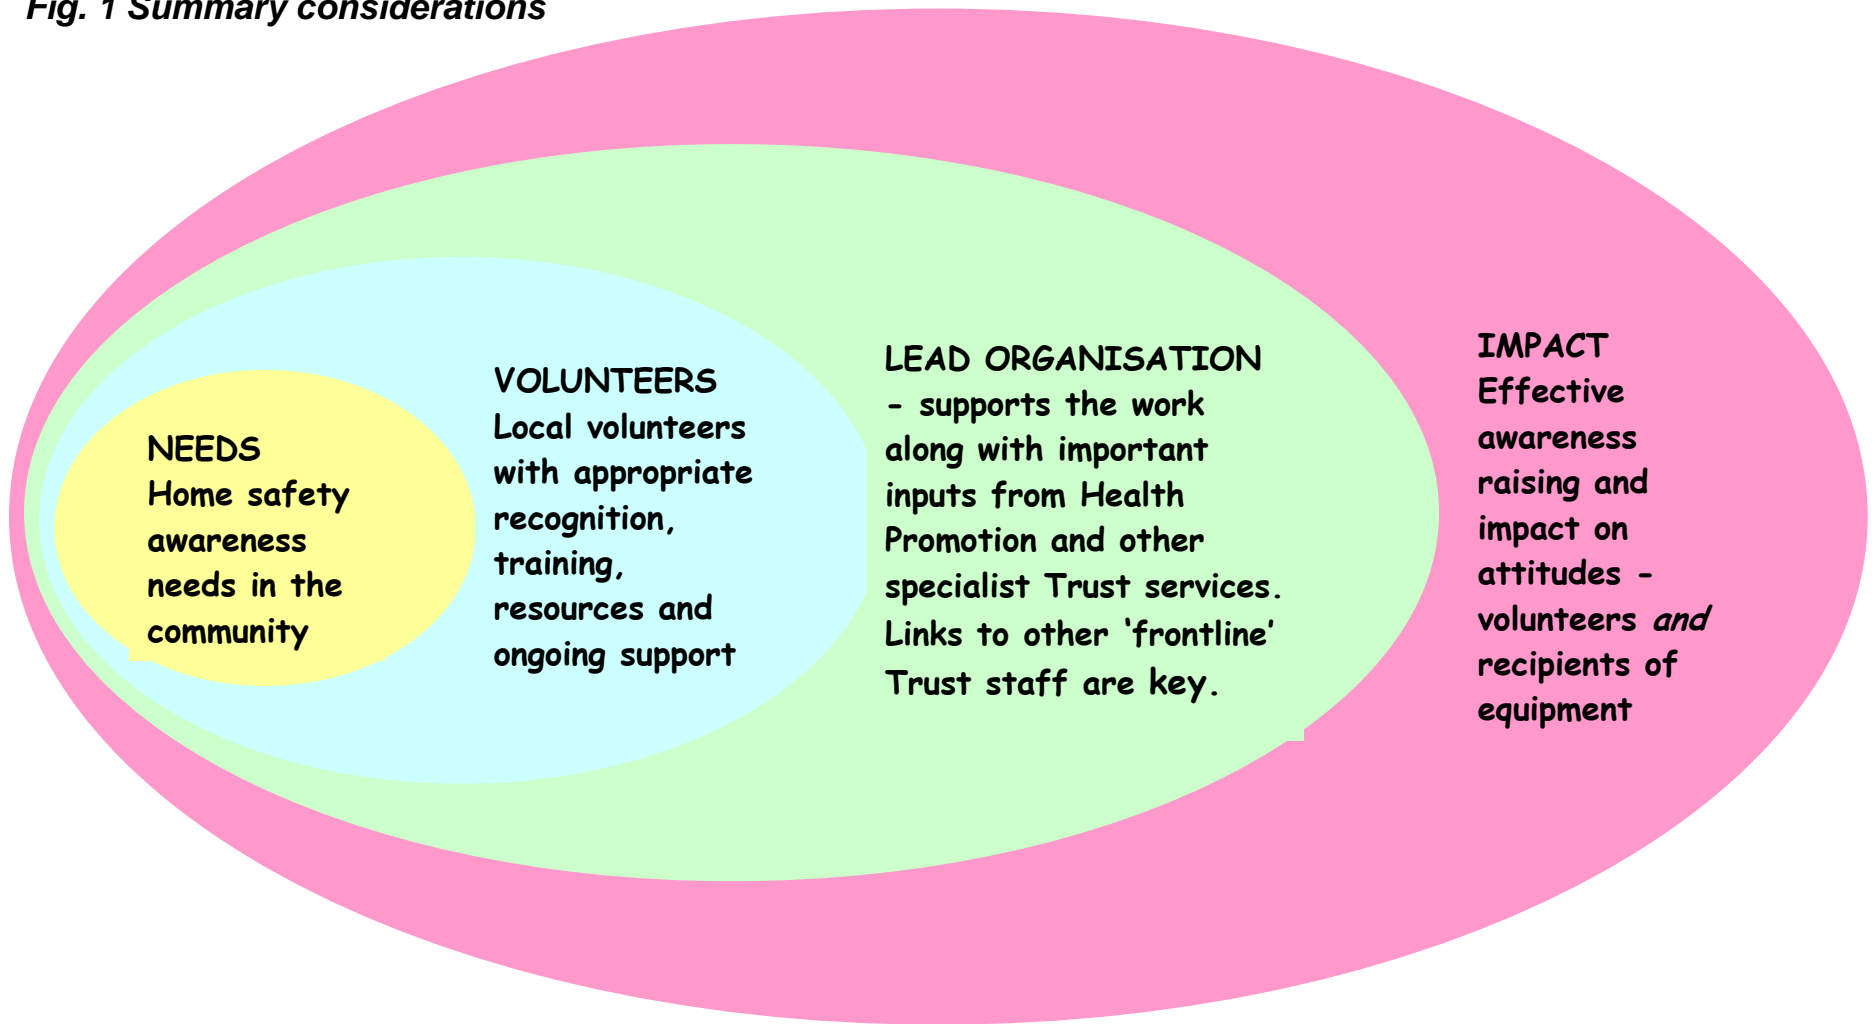 Fig. 1 Summary considerations
NEEDS
Home safety
awareness
needs in the
community
VOLUNTEERS
Local volunteers
with appropriate
recognition,
training,
resources and
ongoing support
LEAD ORGANISATION
- supports the work
along with important
inputs from Health
Promotion and other
specialist Trust services.
Links to other ‘frontline’
Trust staff are key.
IMPACT
Effective
awareness
raising and
impact on
attitudes -
volunteers and
recipients of
equipment